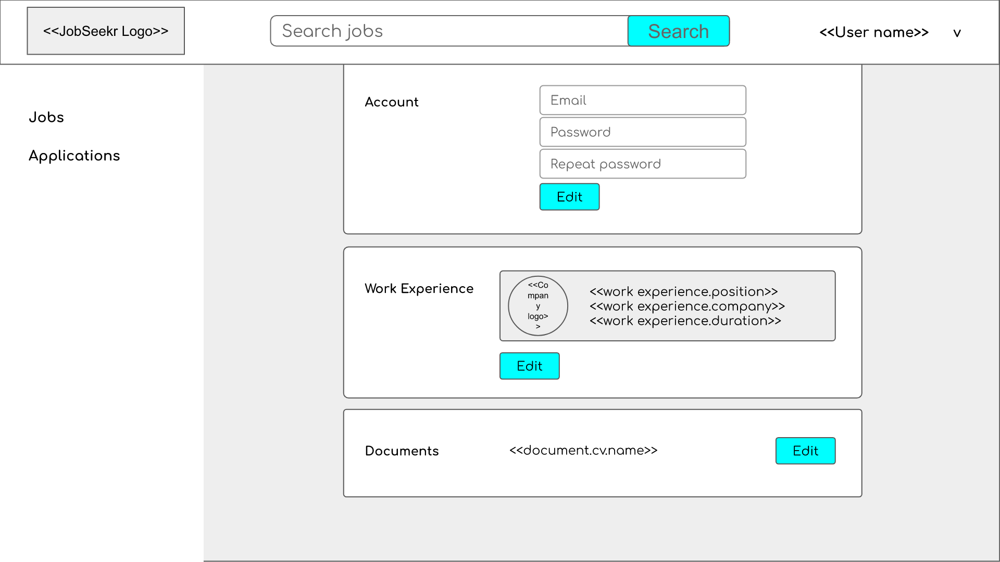 <<JobSeekr Logo>>
Search jobs
Search
<<User name>>
v
Jobs
Applications
Account
Email
Password
Repeat password
Edit
Work Experience
<<Co
mpan
y
logo>
>
<<work experience.position>>
<<work experience.company>>
<<work experience.duration>>
Edit
Documents
<<document.cv.name>>
Edit